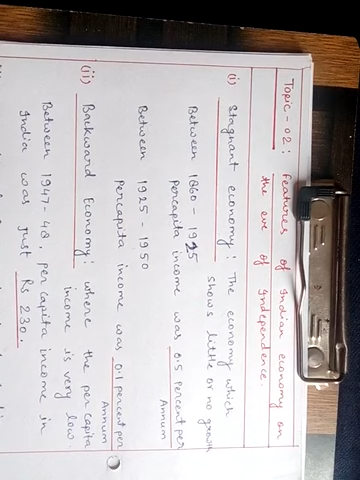 Topic - 02 : Features of Indian economy on
the eve of Independence.
(i) Stagnant economy : The economy which
shows little or no growth
Between 1860 - 1925
percapita income was 0.5 percent per
Annum
Between 1925 - 1950
percapita income was 0.1 percent per
Annum
(ii) Backward Economy : where the per capita
income is very low.
Between 1947-48, per capita income in
India was just Rs 230.